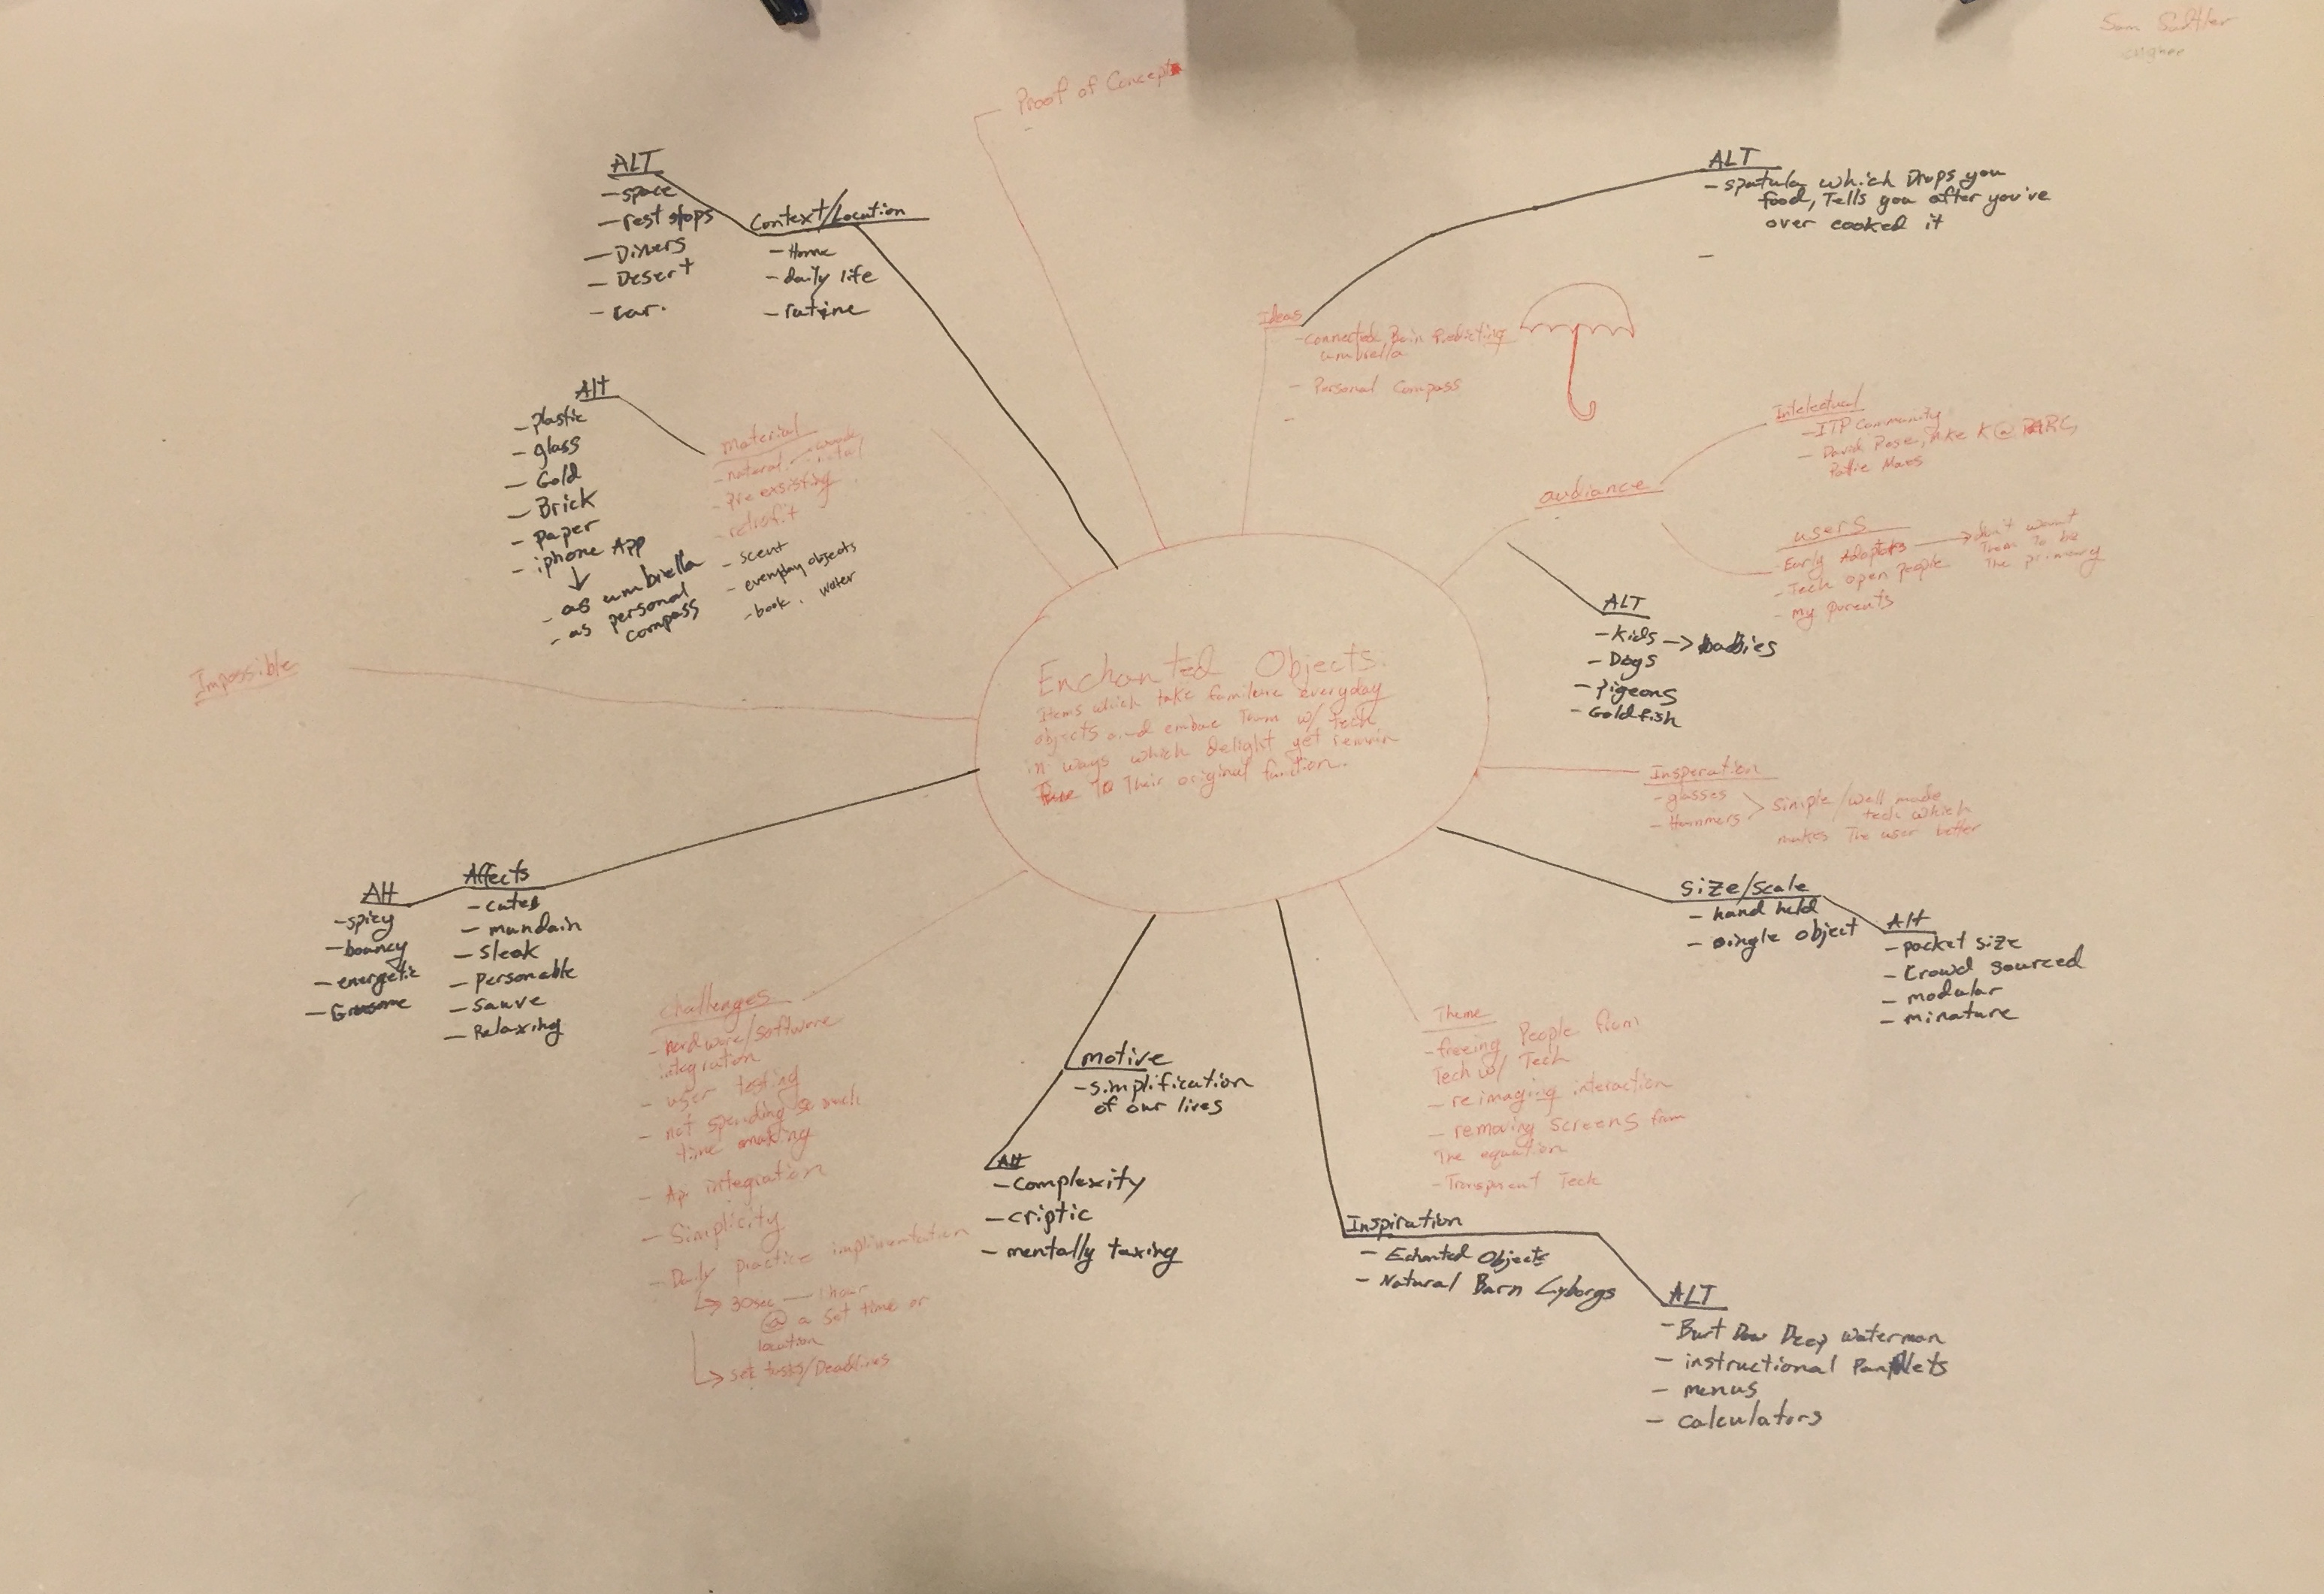 Sam Sadtler
Proof of Concept
-
ALT
- space
- rest stops
- Diners
- Desert
- car.
Context/Location
- Home
- daily life
- rutine
Ideas
- connected, Rain Predicting
umbrella
- Personal Compass
-
ALT
- spatula which Drops you
food, Tells you after you've
over cooked it
-
audiance
Intelectual
- ITP Community
- David Rose, Mike K @ PARC,
Pattie Maes
users
- Early Adopters → don't want
Them To be
The primary
- Tech open people
- my parents
ALT
- Kids → babies
- Dogs
- Pigeons
- Goldfish
Alt
- plastic
- glass
- Gold
- Brick
- paper
- iphone App
↓
- as umbrella
- as personal
compass
material
- natural - wood,
metal
- Pre exsisting
- retrofit
- scent
- everyday objects
- book, water
Impossible
Enchanted Objects:
Items which take familure everyday
objects and embue Them w/ tech
in ways which delight yet remain
True To Their original function.
Insperation
- glasses
- Hammers > Simple/well made
tech which
makes The user better
Size/Scale
- hand held
- single object
Alt
- pocket size
- Crowd sourced
- modular
- minature
Affects
- cute
- mundain
- Sleak
- Personable
- Sauve
- Relaxing
Alt
- spicy
- bouncy
- energetic
- Grusome
challenges
- hardware/software
integration
- user testing
- not spending so much
time making
- Api integration
- Simplicity
- Daily practice implimentation
→ 30sec — 1 hour
@ a set time or
location
→ set tasks/Deadlines
motive
- simplification
of our lives
Alt
- complexity
- criptic
- mentally taxing
Theme
- freeing People from
Tech w/ Tech
- reimaging interaction
- removing Screens from
The equation
- Transparent Tech
Inspiration
- Echanted Objects
- Natural Born Cyborgs
ALT
- Burt Dow Deep Waterman
- instructional Pamphlets
- menus
- calculators